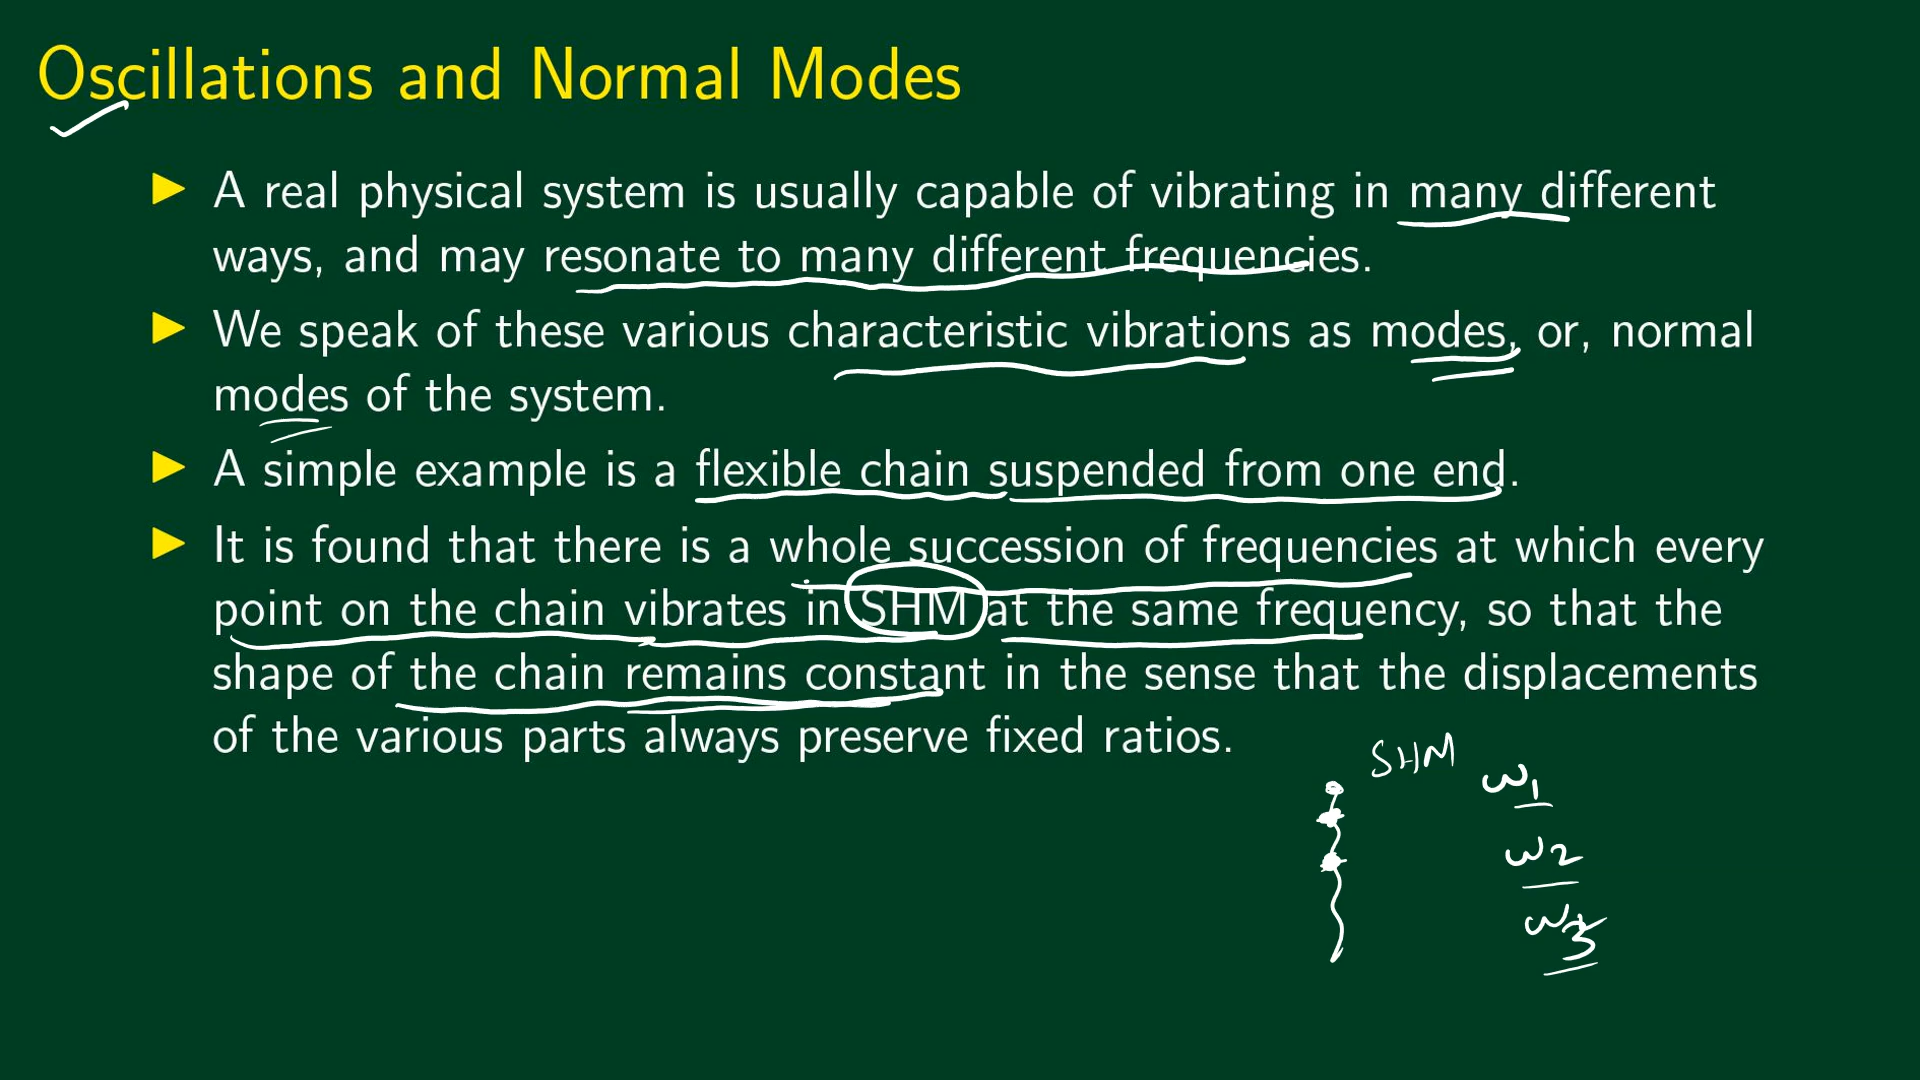 Oscillations and Normal Modes
A real physical system is usually capable of vibrating in many different
ways, and may resonate to many different frequencies.
We speak of these various characteristic vibrations as modes, or, normal
modes of the system.
A simple example is a flexible chain suspended from one end.
It is found that there is a whole succession of frequencies at which every
point on the chain vibrates in SHM at the same frequency, so that the
shape of the chain remains constant in the sense that the displacements
of the various parts always preserve fixed ratios.
SHM ω1
ω2
ω3